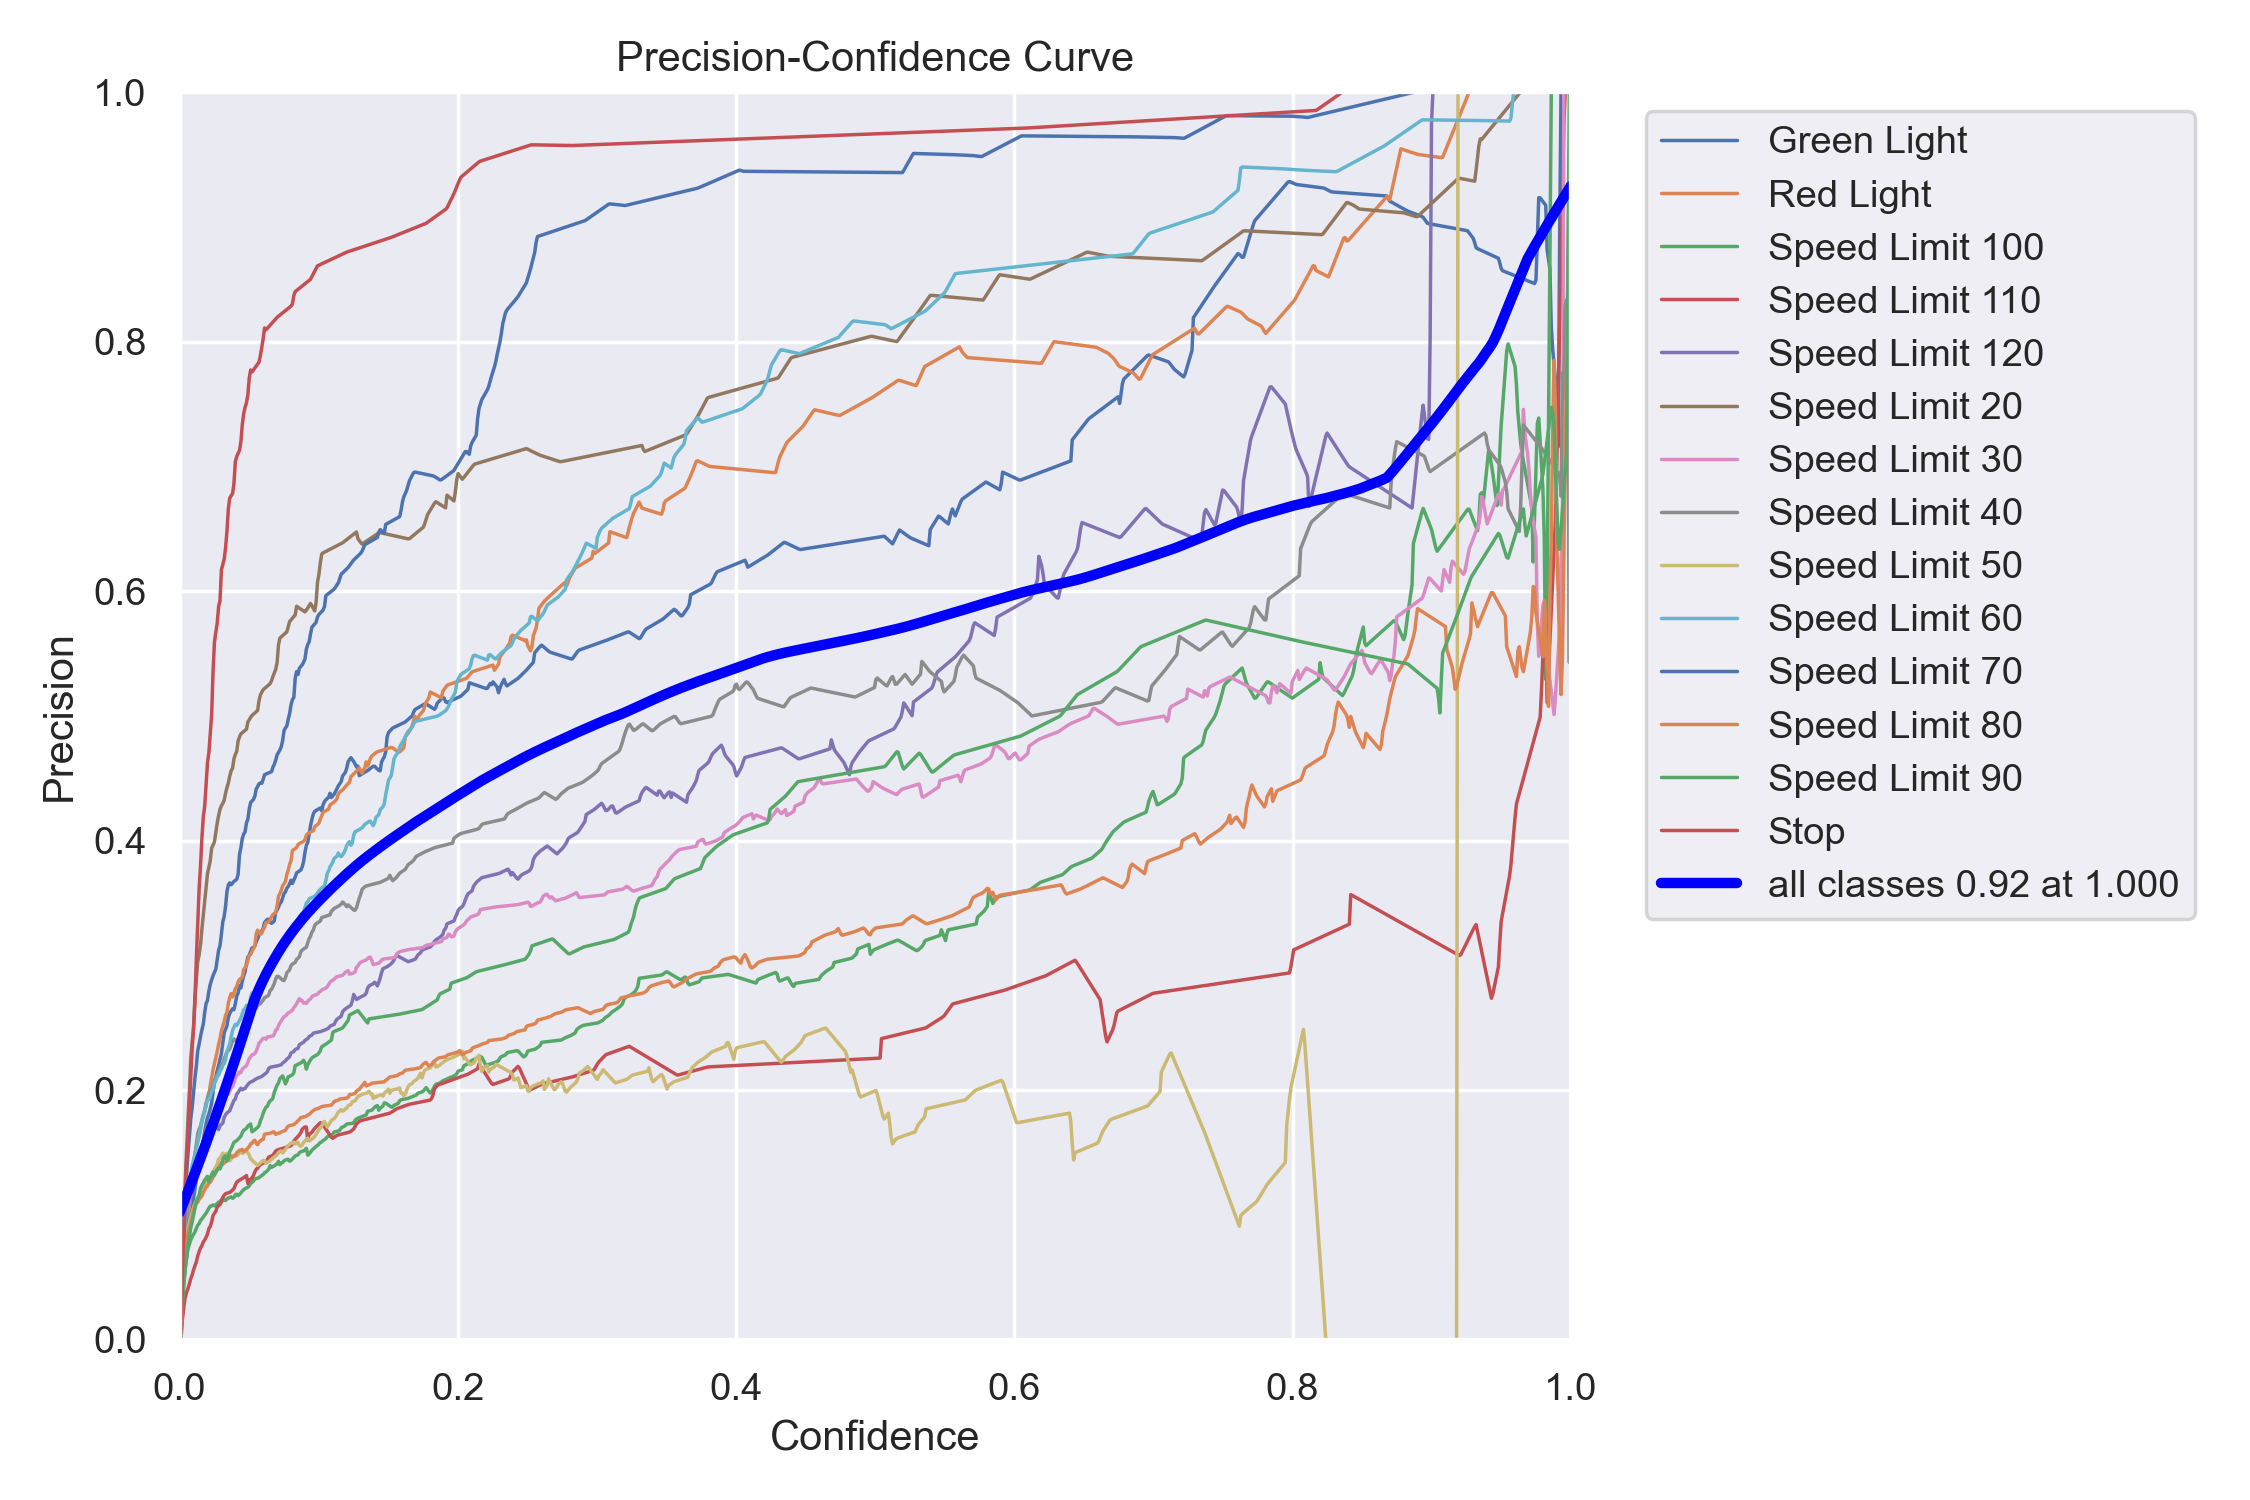 Precision-Confidence Curve
Precision
1.0
0.8
0.6
0.4
0.2
0.0
0.0 0.2 0.4 0.6 0.8 1.0
Confidence
Green Light
Red Light
Speed Limit 100
Speed Limit 110
Speed Limit 120
Speed Limit 20
Speed Limit 30
Speed Limit 40
Speed Limit 50
Speed Limit 60
Speed Limit 70
Speed Limit 80
Speed Limit 90
Stop
all classes 0.92 at 1.000